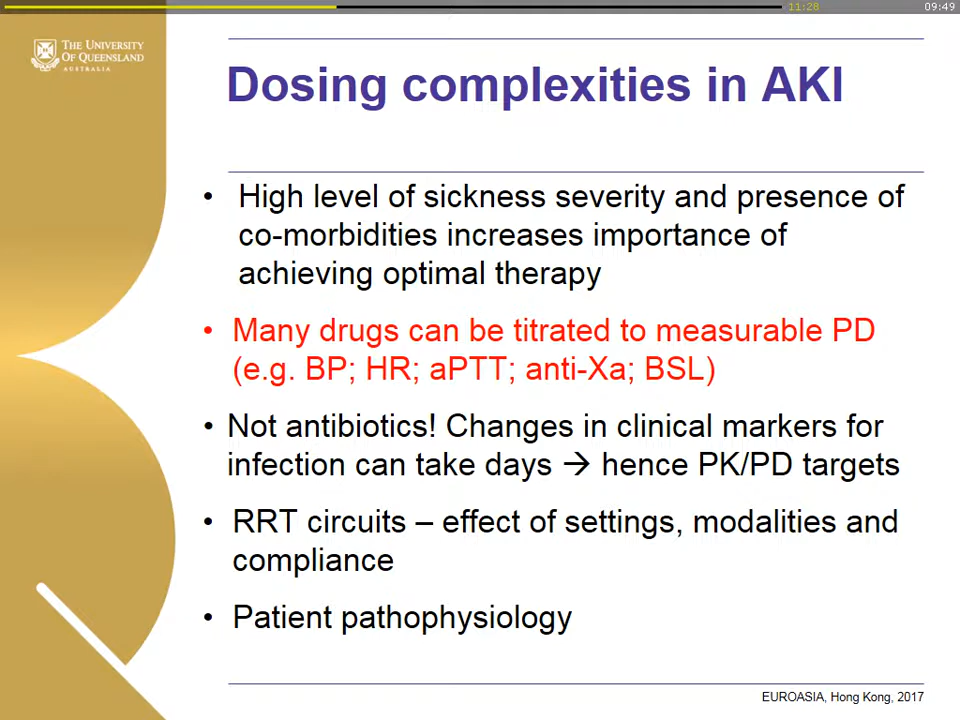 11:28
09:49
THE UNIVERSITY
OF QUEENSLAND
AUSTRALIA
Dosing complexities in AKI
• High level of sickness severity and presence of
co-morbidities increases importance of
achieving optimal therapy
• Many drugs can be titrated to measurable PD
(e.g. BP; HR; aPTT; anti-Xa; BSL)
• Not antibiotics! Changes in clinical markers for
infection can take days → hence PK/PD targets
• RRT circuits – effect of settings, modalities and
compliance
• Patient pathophysiology
EUROASIA, Hong Kong, 2017